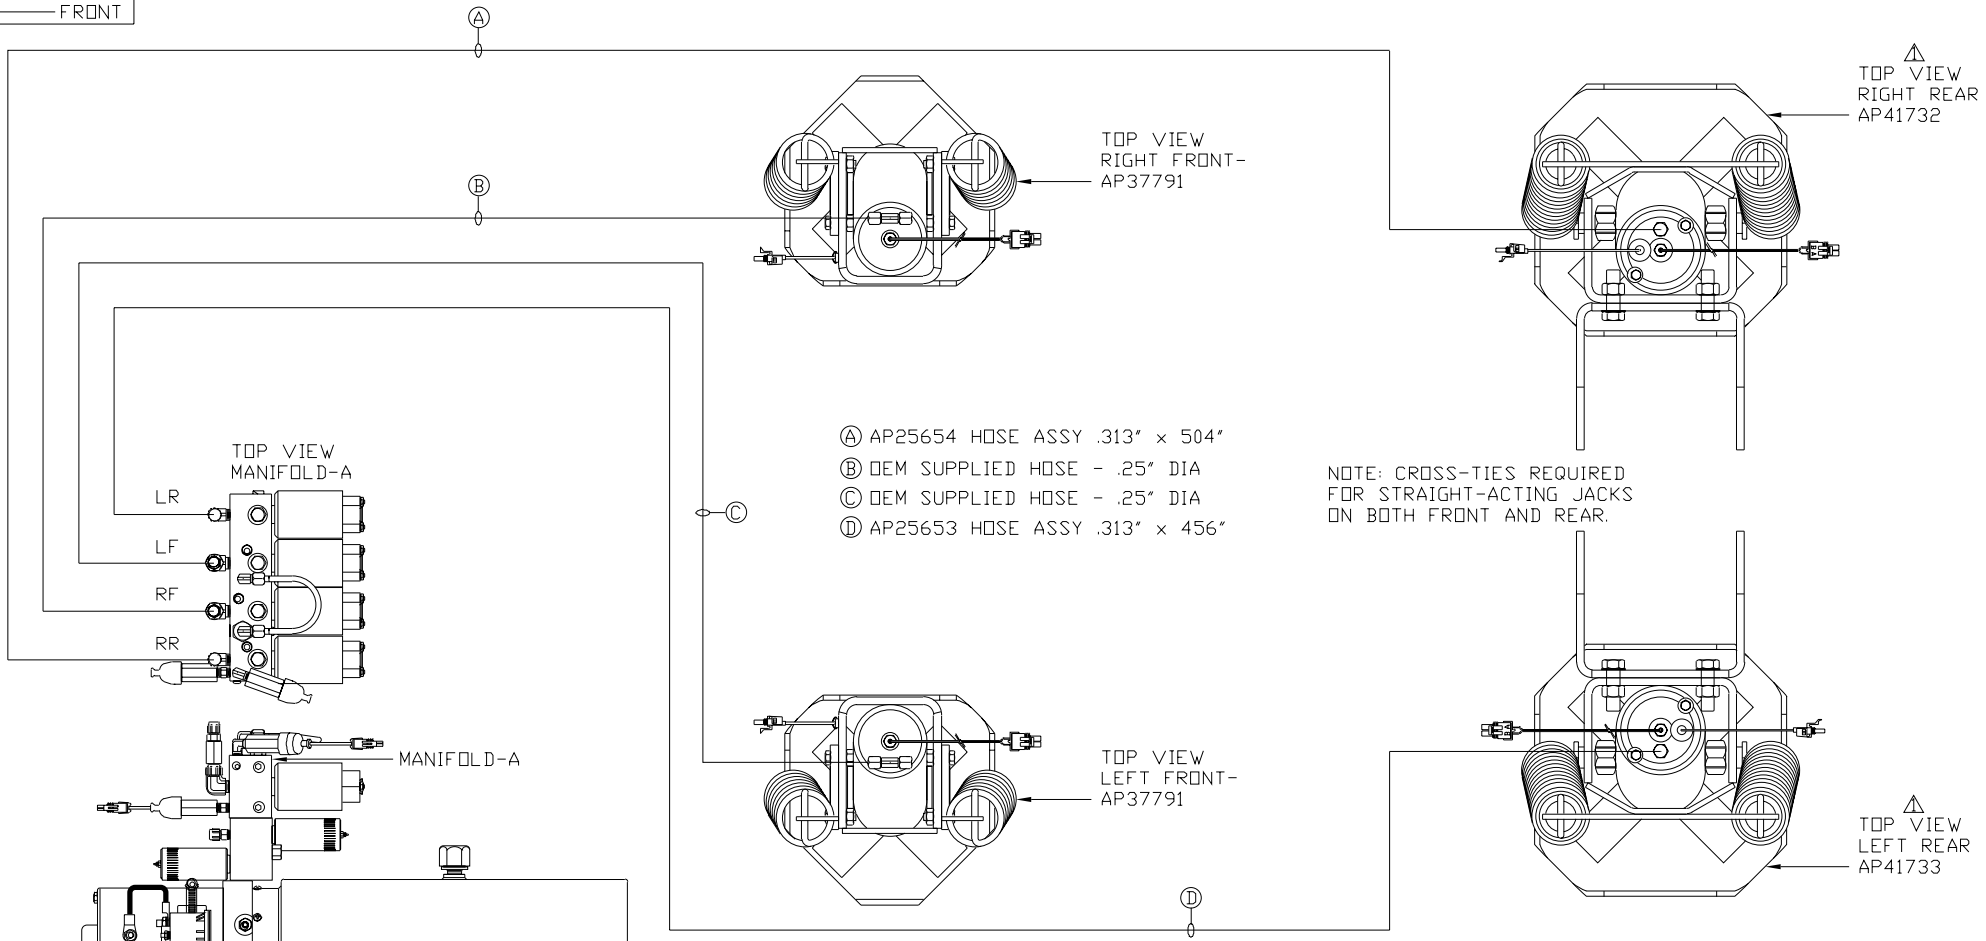 FRONT
A
TOP VIEW
RIGHT REAR
AP41732
TOP VIEW
RIGHT FRONT-
AP37791
B
A AP25654 HOSE ASSY .313" x 504"
B OEM SUPPLIED HOSE - .25" DIA
C OEM SUPPLIED HOSE - .25" DIA
D AP25653 HOSE ASSY .313" x 456"
TOP VIEW
MANIFOLD-A
NOTE: CROSS-TIES REQUIRED
FOR STRAIGHT-ACTING JACKS
ON BOTH FRONT AND REAR.
LR
C
LF
RF
RR
MANIFOLD-A
TOP VIEW
LEFT FRONT-
AP37791
TOP VIEW
LEFT REAR
AP41733
D